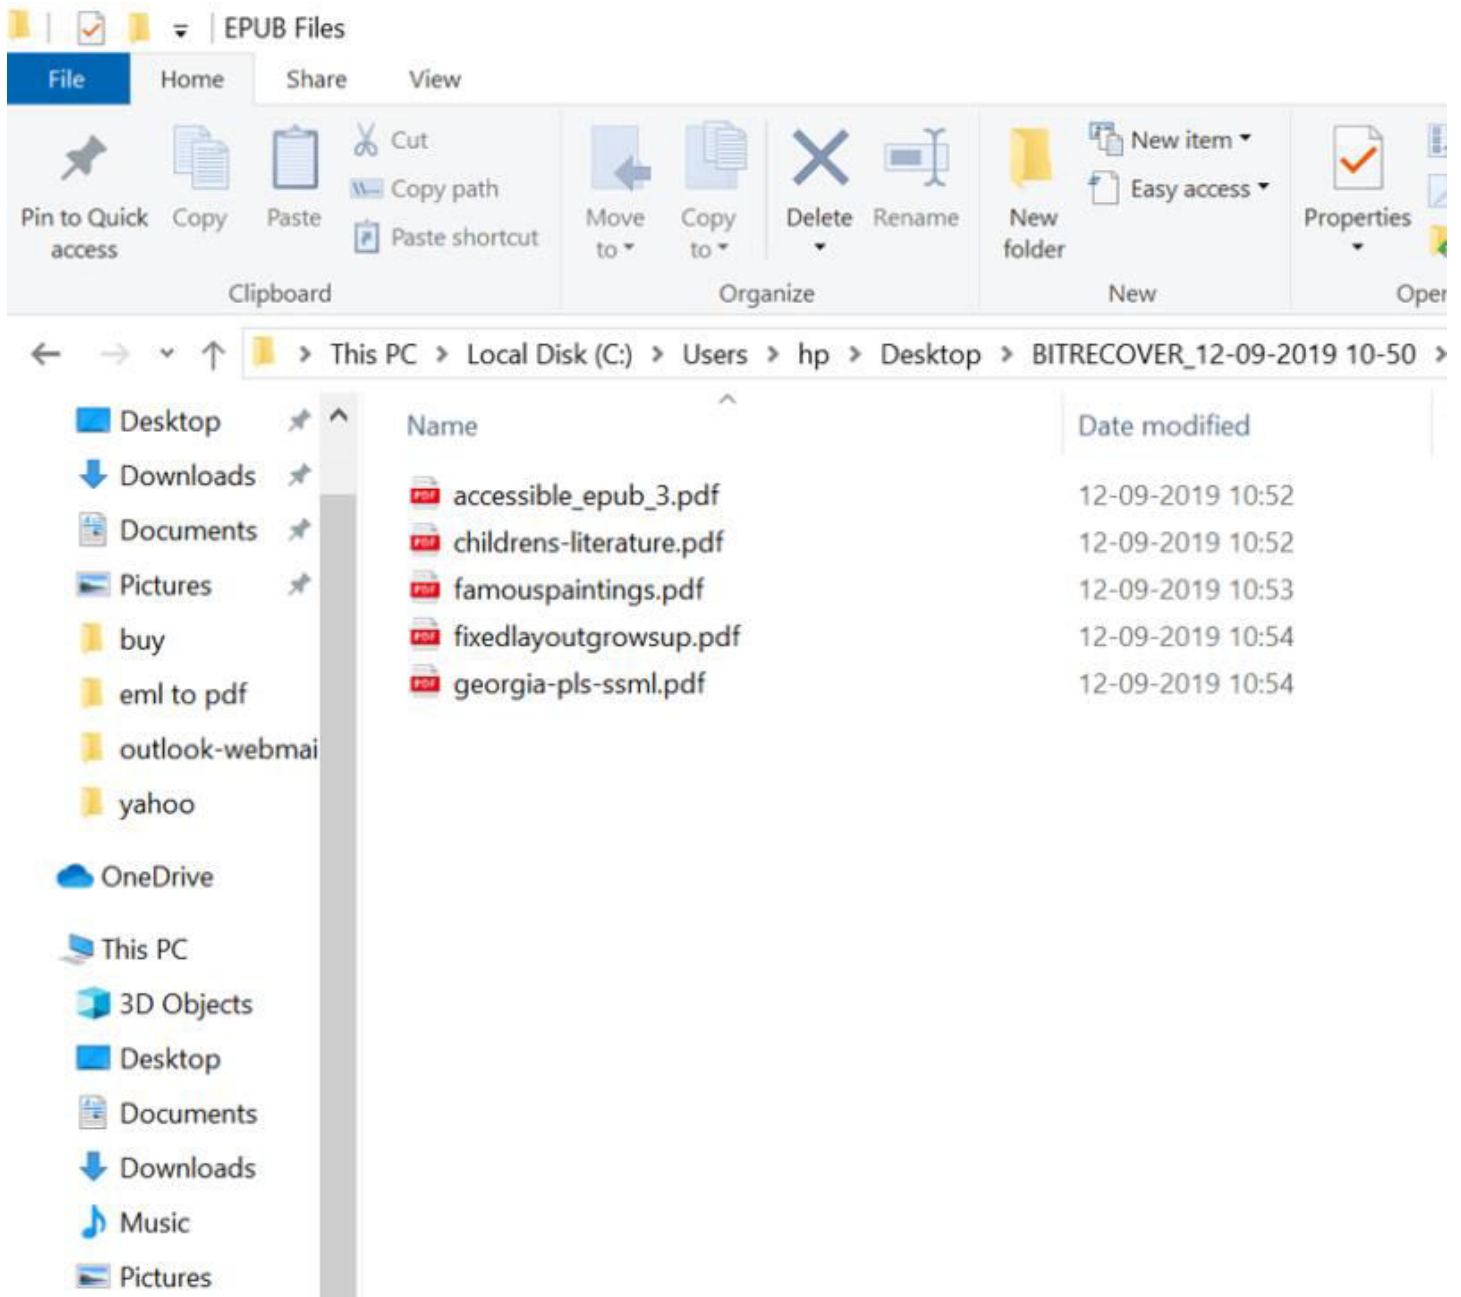 EPUB Files
File Home Share View
Pin to Quick access
Copy
Paste
Cut
Copy path
Paste shortcut
Clipboard
Move to
Copy to
Delete
Rename
Organize
New folder
New item
Easy access
New
Properties
This PC > Local Disk (C:) > Users > hp > Desktop > BITRECOVER_12-09-2019 10-50 >
Desktop
Downloads
Documents
Pictures
buy
eml to pdf
outlook-webmai
yahoo
OneDrive
This PC
3D Objects
Desktop
Documents
Downloads
Music
Pictures
Name Date modified
accessible_epub_3.pdf 12-09-2019 10:52
childrens-literature.pdf 12-09-2019 10:52
famouspaintings.pdf 12-09-2019 10:53
fixedlayoutgrowsup.pdf 12-09-2019 10:54
georgia-pls-ssml.pdf 12-09-2019 10:54